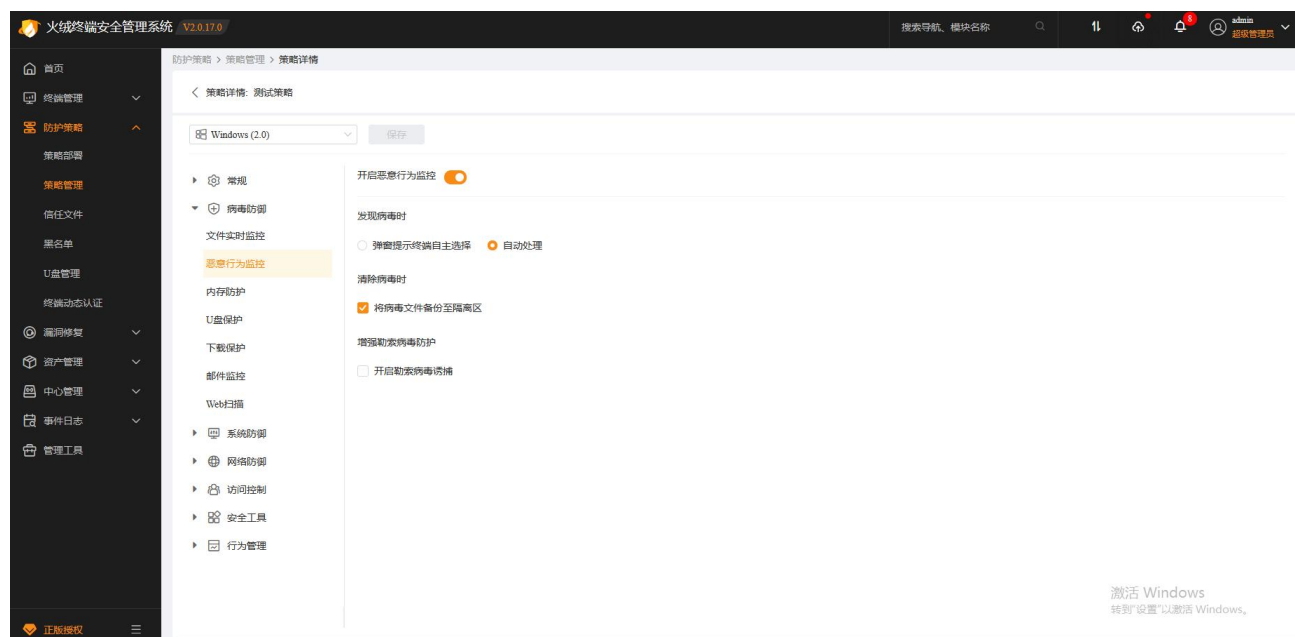 火绒终端安全管理系统 V2.0.17.0
搜索导航、模块名称
8
admin
超级管理员
首页
终端管理
防护策略
策略部署
策略管理
信任文件
黑名单
U盘管理
终端动态认证
漏洞修复
资产管理
中心管理
事件日志
管理工具
正版授权
防护策略 > 策略管理 > 策略详情
策略详情: 测试策略
Windows (2.0)
保存
常规
病毒防御
文件实时监控
恶意行为监控
内存防护
U盘保护
下载保护
邮件监控
Web扫描
系统防御
网络防御
访问控制
安全工具
行为管理
开启恶意行为监控
发现病毒时
弹窗提示终端自主选择 自动处理
清除病毒时
将病毒文件备份至隔离区
增强勒索病毒防护
开启勒索病毒诱捕
激活 Windows
转到"设置"以激活 Windows。